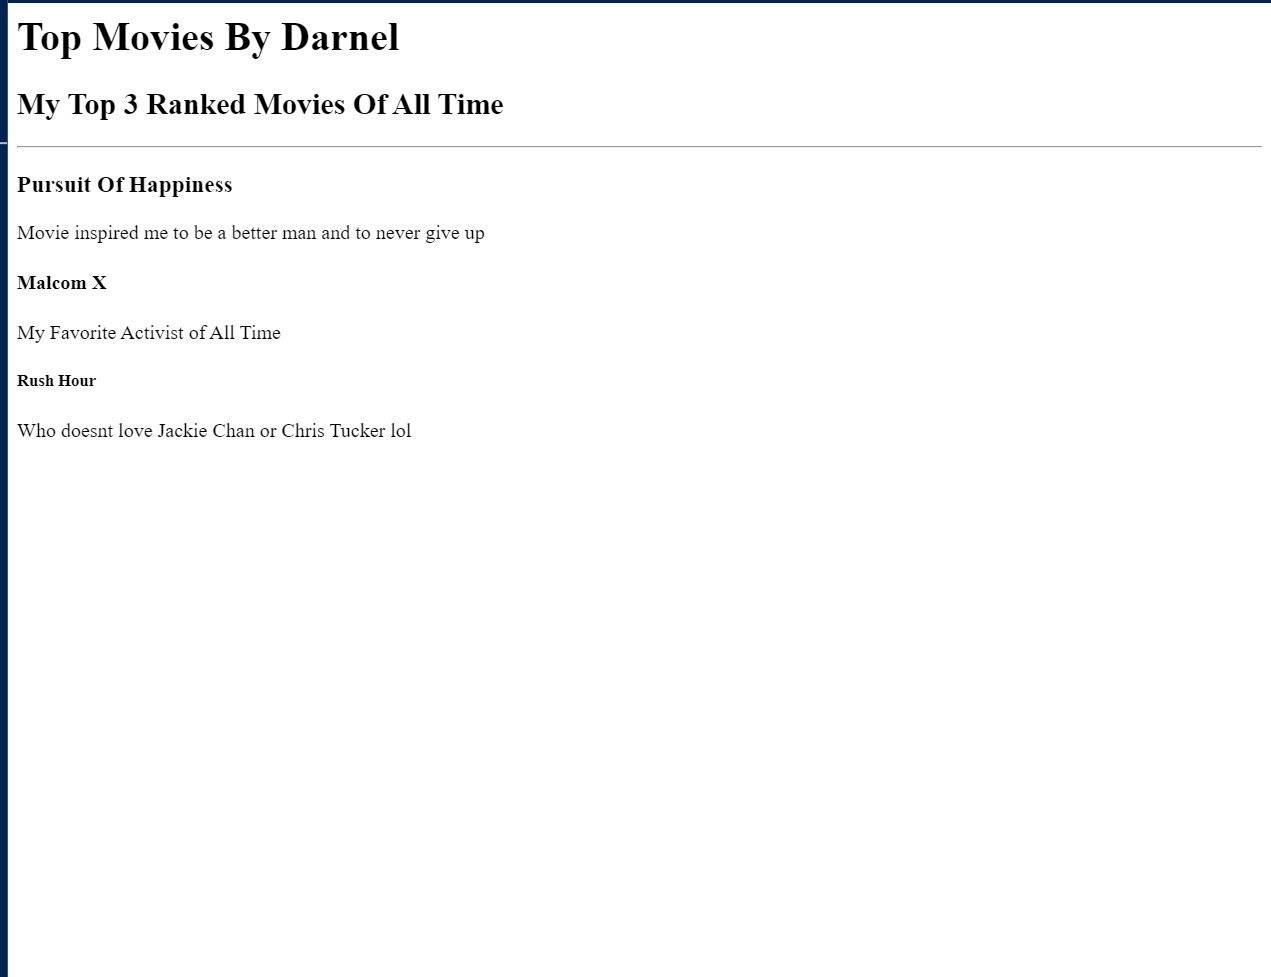 Top Movies By Darnel
My Top 3 Ranked Movies Of All Time
Pursuit Of Happiness
Movie inspired me to be a better man and to never give up
Malcom X
My Favorite Activist of All Time
Rush Hour
Who doesnt love Jackie Chan or Chris Tucker lol